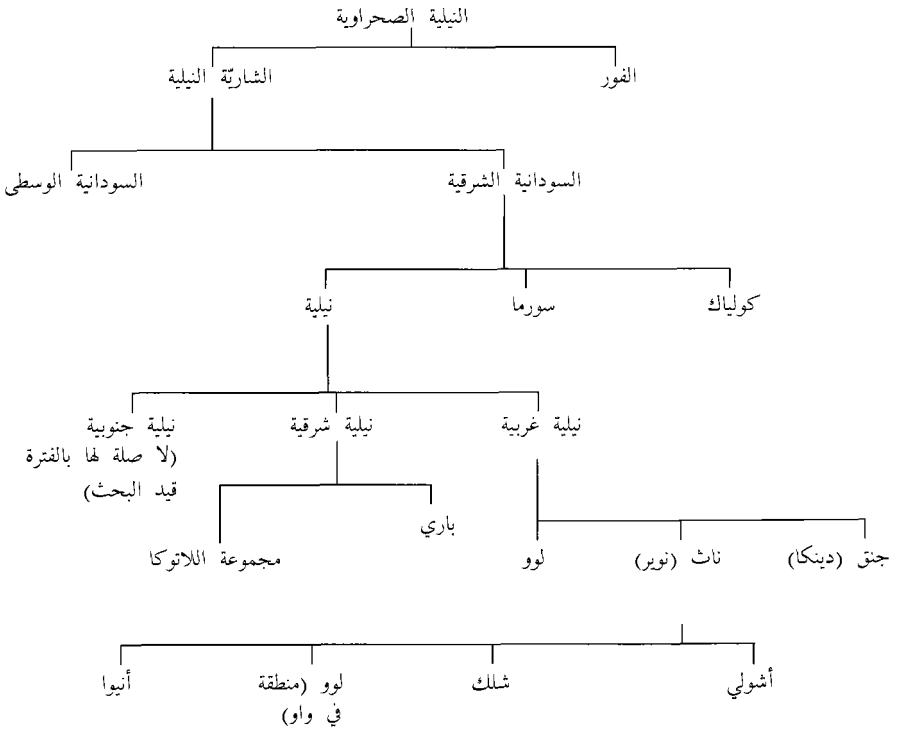 النيلية الصحراوية
الفور
الشاريّة النيلية
السودانية الشرقية
السودانية الوسطى
كولياك
سورما
نيلية
نيلية غربية
نيلية شرقية
نيلية جنوبية
(لا صلة لها بالفترة
قيد البحث)
باري
مجموعة اللاتوكا
جنق (دينكا)
ناث (نوير)
لوو
أشولي
شلك
لوو (منطقة
في واو)
أنيوا